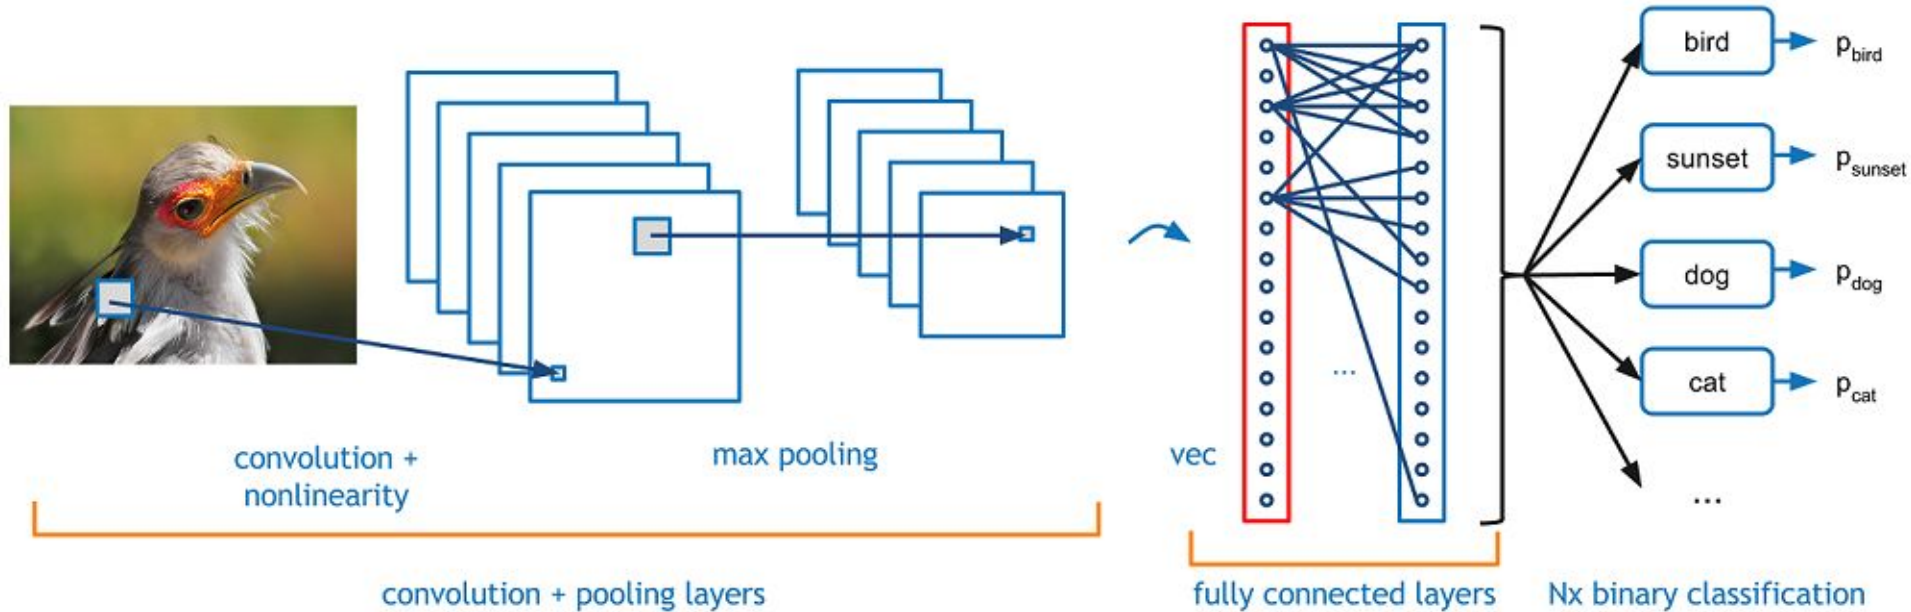 convolution +
nonlinearity
max pooling
vec
...
bird
p_bird
sunset
p_sunset
dog
p_dog
cat
p_cat
...
convolution + pooling layers
fully connected layers
Nx binary classification